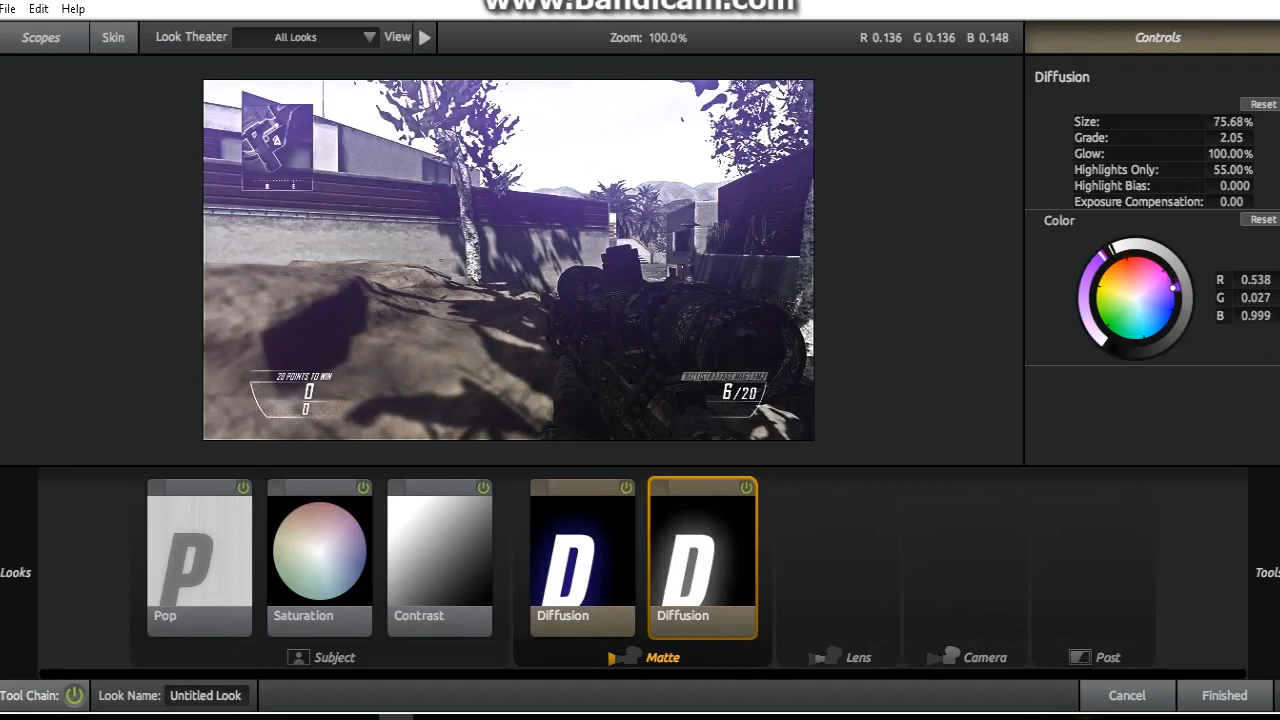 www.Bandicam.com
File Edit Help
Scopes Skin Look Theater All Looks View Zoom: 100.0% R 0.136 G 0.136 B 0.148 Controls
Diffusion
Reset
Size: 75.68%
Grade: 2.05
Glow: 100.00%
Highlights Only: 55.00%
Highlight Bias: 0.000
Exposure Compensation: 0.00
Color Reset
R 0.538
G 0.027
B 0.999
N E
20 POINTS TO WIN
0
0
6/20
P D D
Pop Saturation Contrast Diffusion Diffusion
Looks Tools
Subject Matte Lens Camera Post
Tool Chain: Look Name: Untitled Look Cancel Finished